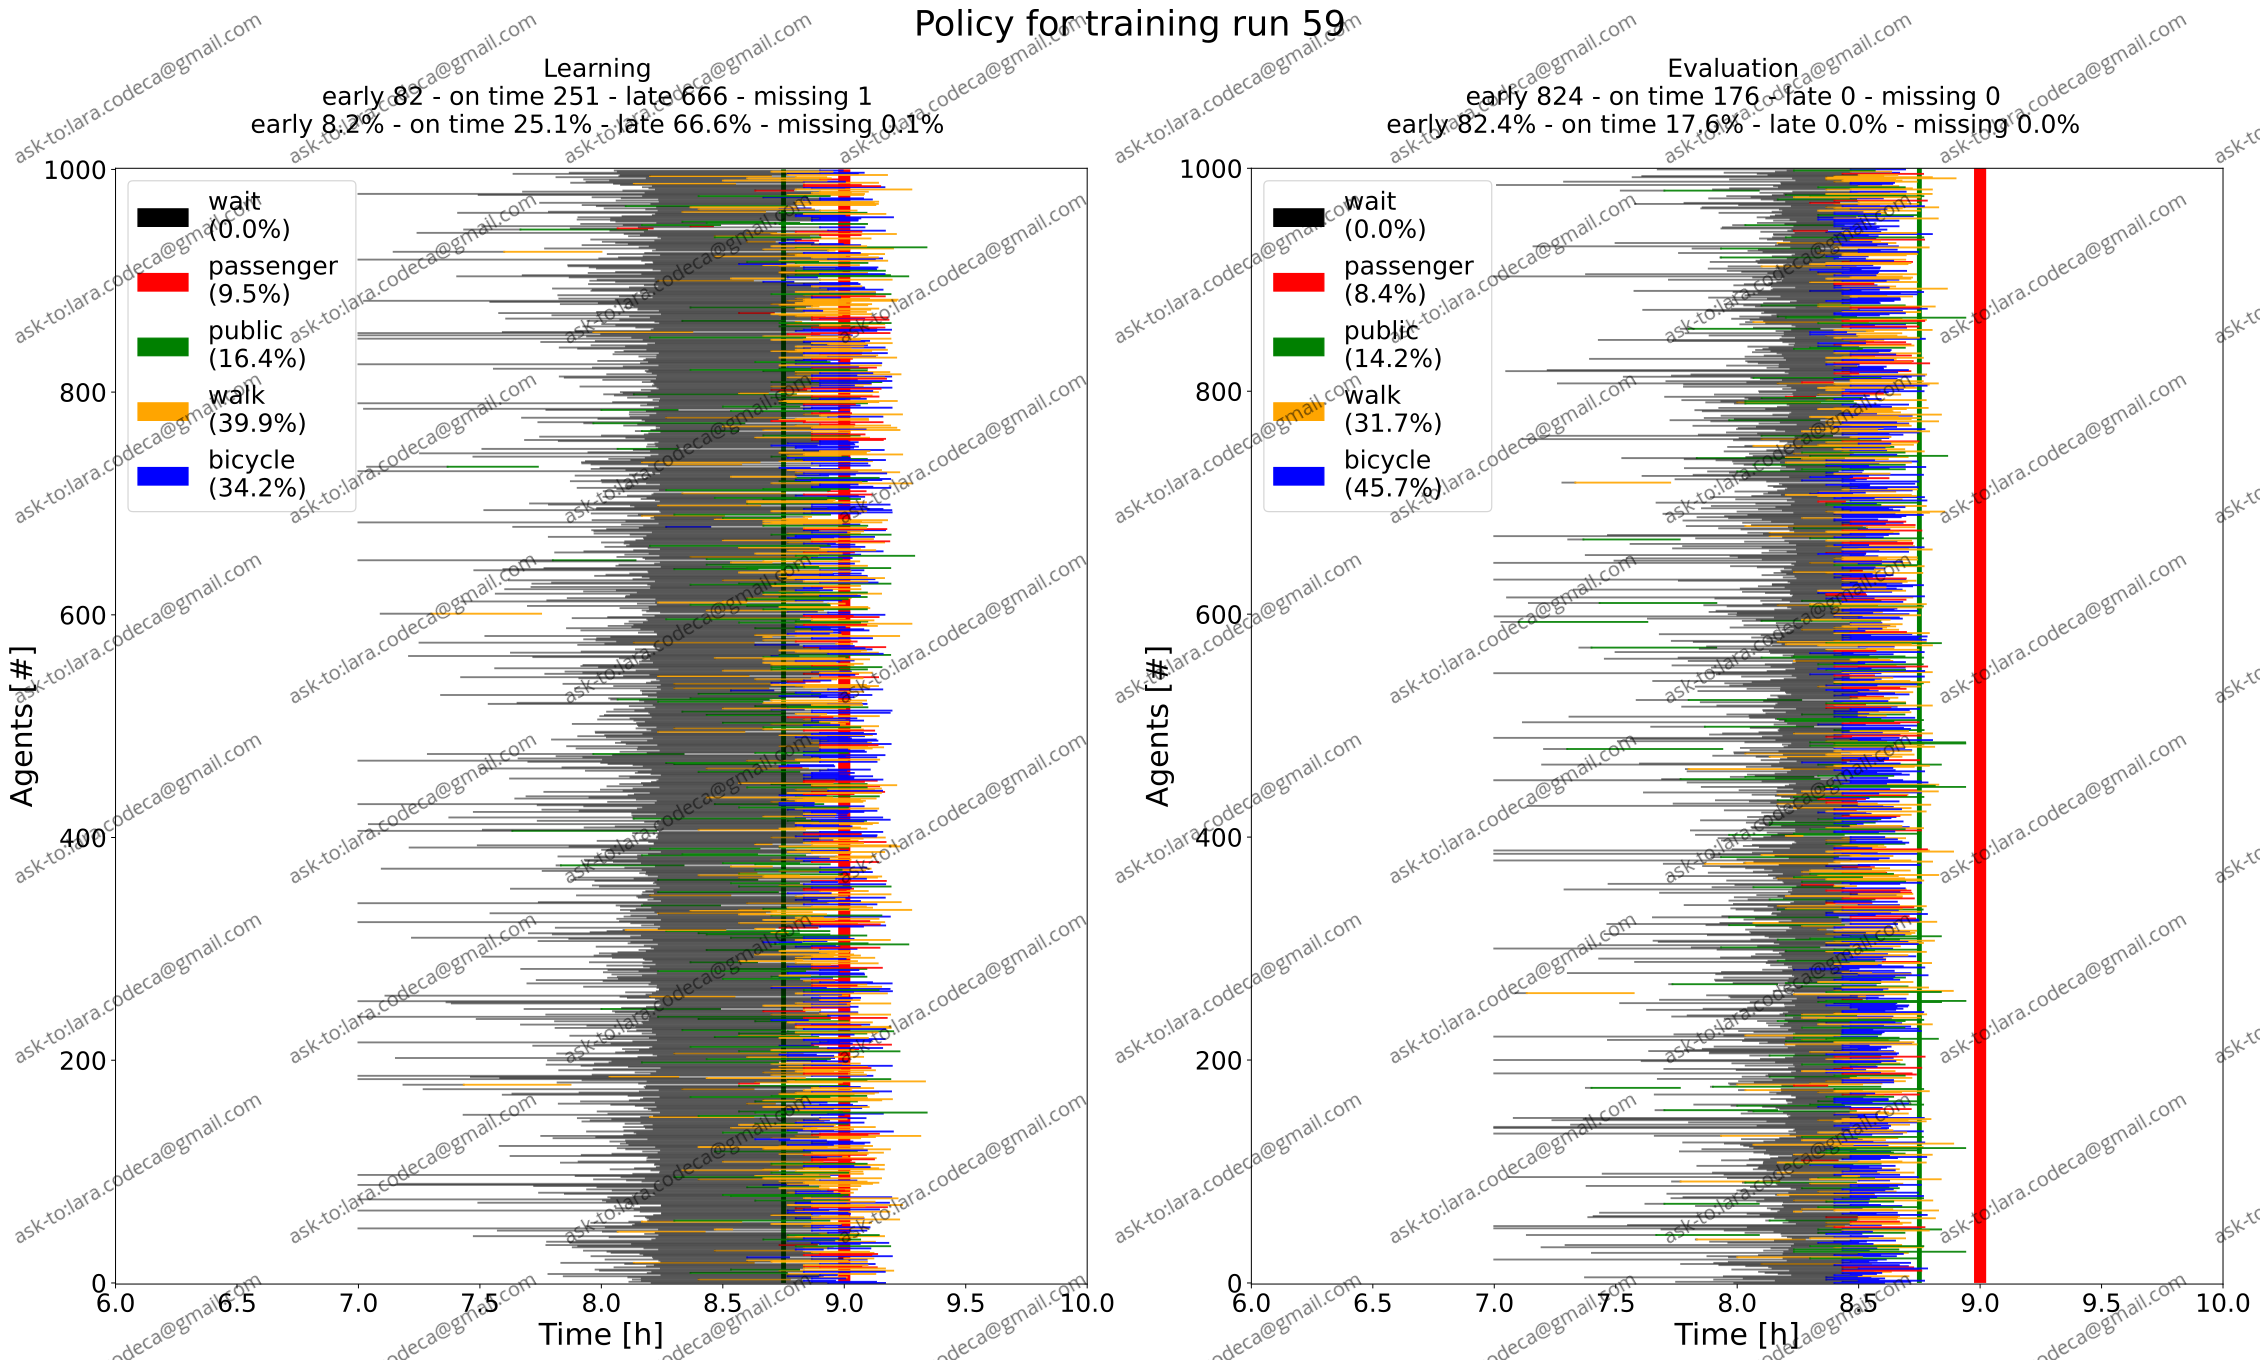 Policy for training run 59
Learning
early 82 - on time 251 - late 666 - missing 1
early 8.2% - on time 25.1% - late 66.6% - missing 0.1%
1000
800
600
400
200
0
Agents [#]
wait
(0.0%)
passenger
(9.5%)
public
(16.4%)
walk
(39.9%)
bicycle
(34.2%)
6.0 6.5 7.0 7.5 8.0 8.5 9.0 9.5 10.0
Time [h]
Evaluation
early 824 - on time 176 - late 0 - missing 0
early 82.4% - on time 17.6% - late 0.0% - missing 0.0%
1000
800
600
400
200
0
Agents [#]
wait
(0.0%)
passenger
(8.4%)
public
(14.2%)
walk
(31.7%)
bicycle
(45.7%)
6.0 6.5 7.0 7.5 8.0 8.5 9.0 9.5 10.0
Time [h]
ask-to:lara.codeca@gmail.com